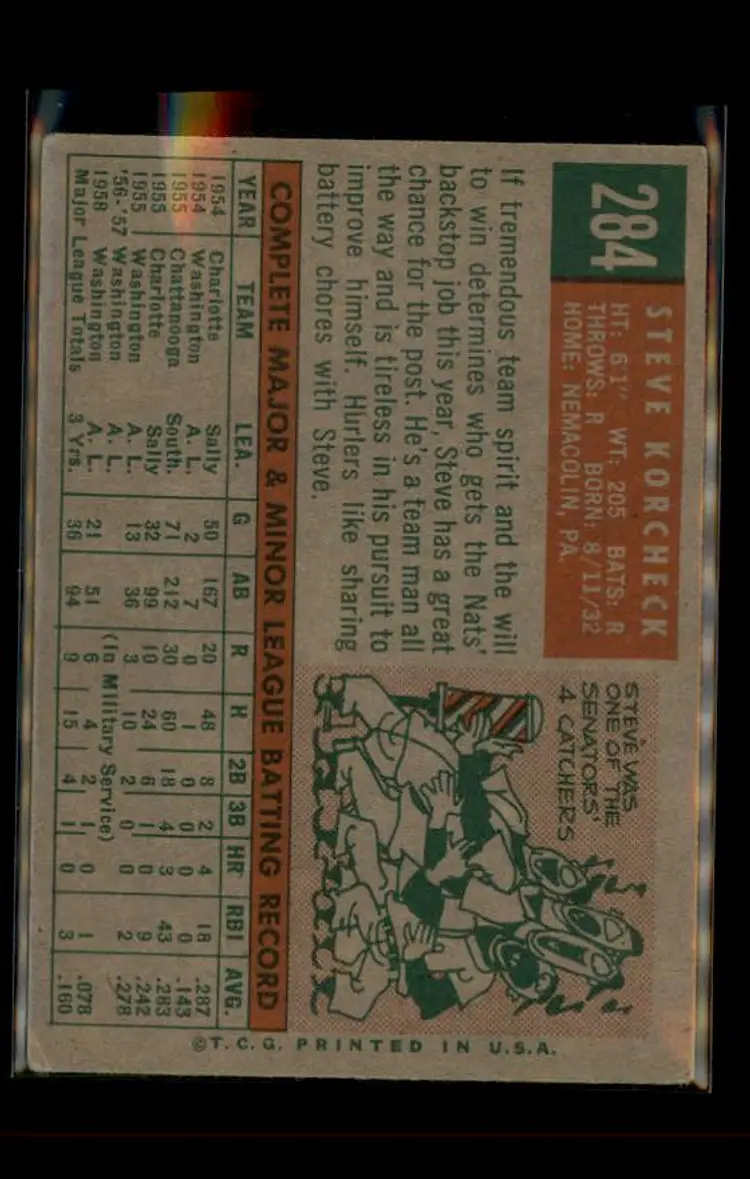 284
STEVE KORCHECK
HT: 6'1" WT: 205 BATS: R
THROWS: R BORN: 8/11/32
HOME: NEMACOLIN, PA.
If tremendous team spirit and the will
to win determines who gets the Nats'
backstop job this year, Steve has a great
chance for the post. He's a team man all
the way and is tireless in his pursuit to
improve himself. Hurlers like sharing
battery chores with Steve.
STEVE WAS
ONE OF THE
SENATORS'
4 CATCHERS
COMPLETE MAJOR & MINOR LEAGUE BATTING RECORD
YEAR TEAM LEA. G AB R H 2B 3B HR RBI AVG.
1954 Charlotte Sally 50 167 20 48 8 2 4 18 .287
1954 Washington A. L. 2 7 0 1 0 0 0 0 .143
1955 Chattanooga South. 71 212 30 60 18 4 3 43 .283
1955 Charlotte Sally 32 99 10 24 6 1 0 9 .242
1955 Washington A. L. 13 36 3 10 2 0 0 2 .278
'56-'57 Washington A. L. (In Military Service)
1958 Washington A. L. 21 51 6 4 2 1 0 1 .078
Major League Totals 3 Yrs. 36 94 9 15 4 1 0 3 .160
©T.C.G. PRINTED IN U.S.A.